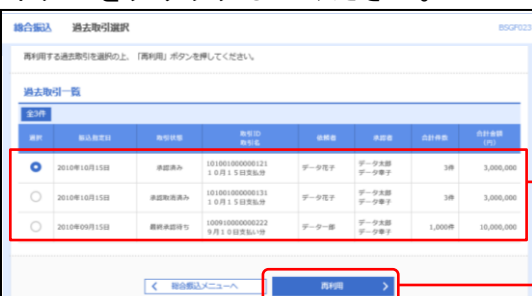 総合振込 過去取引選択 BSGF023
再利用する過去取引を選択の上、「再利用」ボタンを押してください。
過去取引一覧
全3件
選択 振込指定日 取引状態 取引ID 取引名 依頼者 承認者 合計件数 合計金額(円)
2010年10月15日 承認済み 101001000000121 データ花子 データ太郎 3件 3,000,000
10月15日支払分 データ幸子
2010年10月15日 承認取消済み 101001000000131 データ花子 データ太郎 3件 3,000,000
10月15日支払分 データ幸子
2010年09月15日 最終承認待ち 100910000000222 データ一郎 データ太郎 1,000件 10,000,000
9月10日支払い分 データ幸子
総合振込メニューへ 再利用